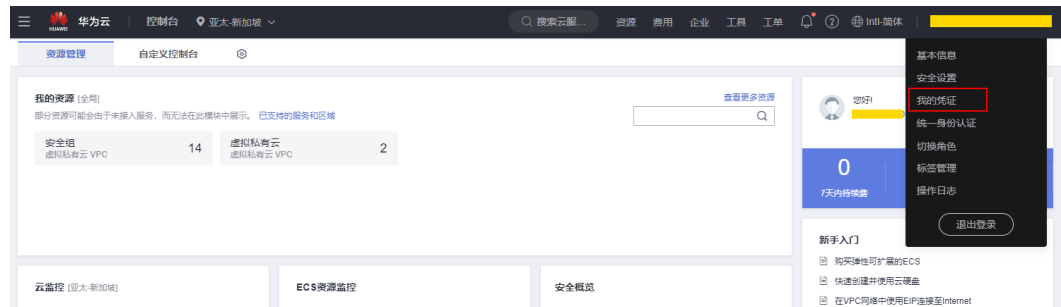 HUAWEI 华为云 控制台 亚太-新加坡 搜索云服... 资源 费用 企业 工具 工单 Intl-简体
资源管理 自定义控制台
基本信息
安全设置
我的凭证
统一身份认证
切换角色
标签管理
操作日志
退出登录
我的资源 [全局] 查看更多资源
部分资源可能会由于未接入服务，而无法在此模块中展示。 已支持的服务和区域
安全组
虚拟私有云 VPC
14
虚拟私有云
虚拟私有云 VPC
2
您好!
0
7天内待续费
新手入门
购买弹性可扩展的ECS
快速创建并使用云硬盘
在VPC网络中使用EIP连接至Internet
云监控 [亚太-新加坡] ECS资源监控 安全概览